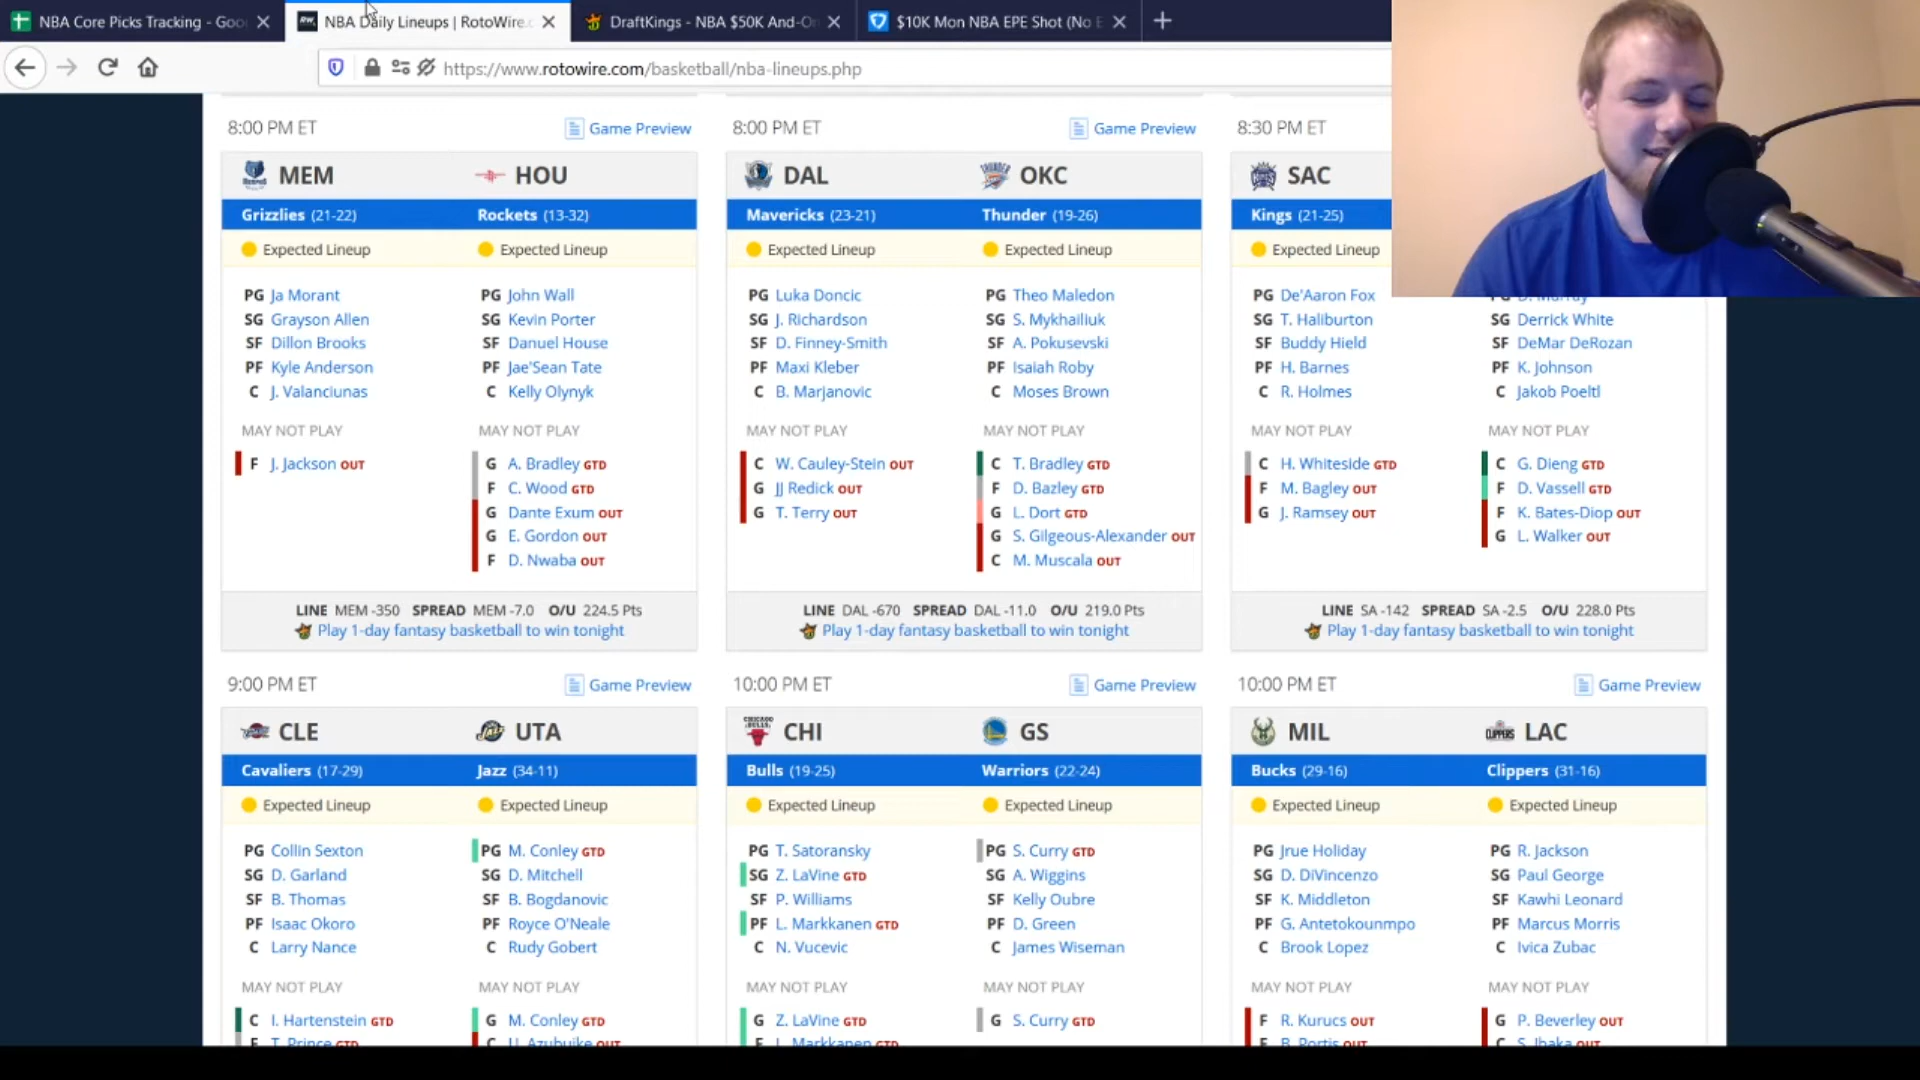 NBA Core Picks Tracking - Goo
NBA Daily Lineups | RotoWire.c
DraftKings - NBA $50K And-O
$10K Mon NBA EPE Shot (No E
https://www.rotowire.com/basketball/nba-lineups.php
8:00 PM ET Game Preview
MEM HOU
Grizzlies (21-22) Rockets (13-32)
Expected Lineup Expected Lineup
PG Ja Morant PG John Wall
SG Grayson Allen SG Kevin Porter
SF Dillon Brooks SF Danuel House
PF Kyle Anderson PF Jae'Sean Tate
C J. Valanciunas C Kelly Olynyk
MAY NOT PLAY MAY NOT PLAY
F J. Jackson OUT G A. Bradley GTD
F C. Wood GTD
G Dante Exum OUT
G E. Gordon OUT
F D. Nwaba OUT
LINE MEM -350 SPREAD MEM -7.0 O/U 224.5 Pts
Play 1-day fantasy basketball to win tonight
8:00 PM ET Game Preview
DAL OKC
Mavericks (23-21) Thunder (19-26)
Expected Lineup Expected Lineup
PG Luka Doncic PG Theo Maledon
SG J. Richardson SG S. Mykhailiuk
SF D. Finney-Smith SF A. Pokusevski
PF Maxi Kleber PF Isaiah Roby
C B. Marjanovic C Moses Brown
MAY NOT PLAY MAY NOT PLAY
C W. Cauley-Stein OUT C T. Bradley GTD
G JJ Redick OUT F D. Bazley GTD
G T. Terry OUT G L. Dort GTD
G S. Gilgeous-Alexander OUT
C M. Muscala OUT
LINE DAL -670 SPREAD DAL -11.0 O/U 219.0 Pts
Play 1-day fantasy basketball to win tonight
8:30 PM ET
SAC
Kings (21-25)
Expected Lineup
PG De'Aaron Fox PG D. Murray
SG T. Haliburton SG Derrick White
SF Buddy Hield SF DeMar DeRozan
PF H. Barnes PF K. Johnson
C R. Holmes C Jakob Poeltl
MAY NOT PLAY MAY NOT PLAY
C H. Whiteside GTD C G. Dieng GTD
F M. Bagley OUT F D. Vassell GTD
G J. Ramsey OUT F K. Bates-Diop OUT
G L. Walker OUT
LINE SA -142 SPREAD SA -2.5 O/U 228.0 Pts
Play 1-day fantasy basketball to win tonight
9:00 PM ET Game Preview
CLE UTA
Cavaliers (17-29) Jazz (34-11)
Expected Lineup Expected Lineup
PG Collin Sexton PG M. Conley GTD
SG D. Garland SG D. Mitchell
SF B. Thomas SF B. Bogdanovic
PF Isaac Okoro PF Royce O'Neale
C Larry Nance C Rudy Gobert
MAY NOT PLAY MAY NOT PLAY
C I. Hartenstein GTD G M. Conley GTD
F T. Prince GTD C U. Azubuike OUT
10:00 PM ET Game Preview
CHICAGO BULLS
CHI GS
Bulls (19-25) Warriors (22-24)
Expected Lineup Expected Lineup
PG T. Satoransky PG S. Curry GTD
SG Z. LaVine GTD SG A. Wiggins
SF P. Williams SF Kelly Oubre
PF L. Markkanen GTD PF D. Green
C N. Vucevic C James Wiseman
MAY NOT PLAY MAY NOT PLAY
G Z. LaVine GTD G S. Curry GTD
F L. Markkanen GTD
10:00 PM ET Game Preview
MIL CLIPPERS LAC
Bucks (29-16) Clippers (31-16)
Expected Lineup Expected Lineup
PG Jrue Holiday PG R. Jackson
SG D. DiVincenzo SG Paul George
SF K. Middleton SF Kawhi Leonard
PF G. Antetokounmpo PF Marcus Morris
C Brook Lopez C Ivica Zubac
MAY NOT PLAY MAY NOT PLAY
F R. Kurucs OUT G P. Beverley OUT
F B. Portis OUT C S. Ibaka OUT